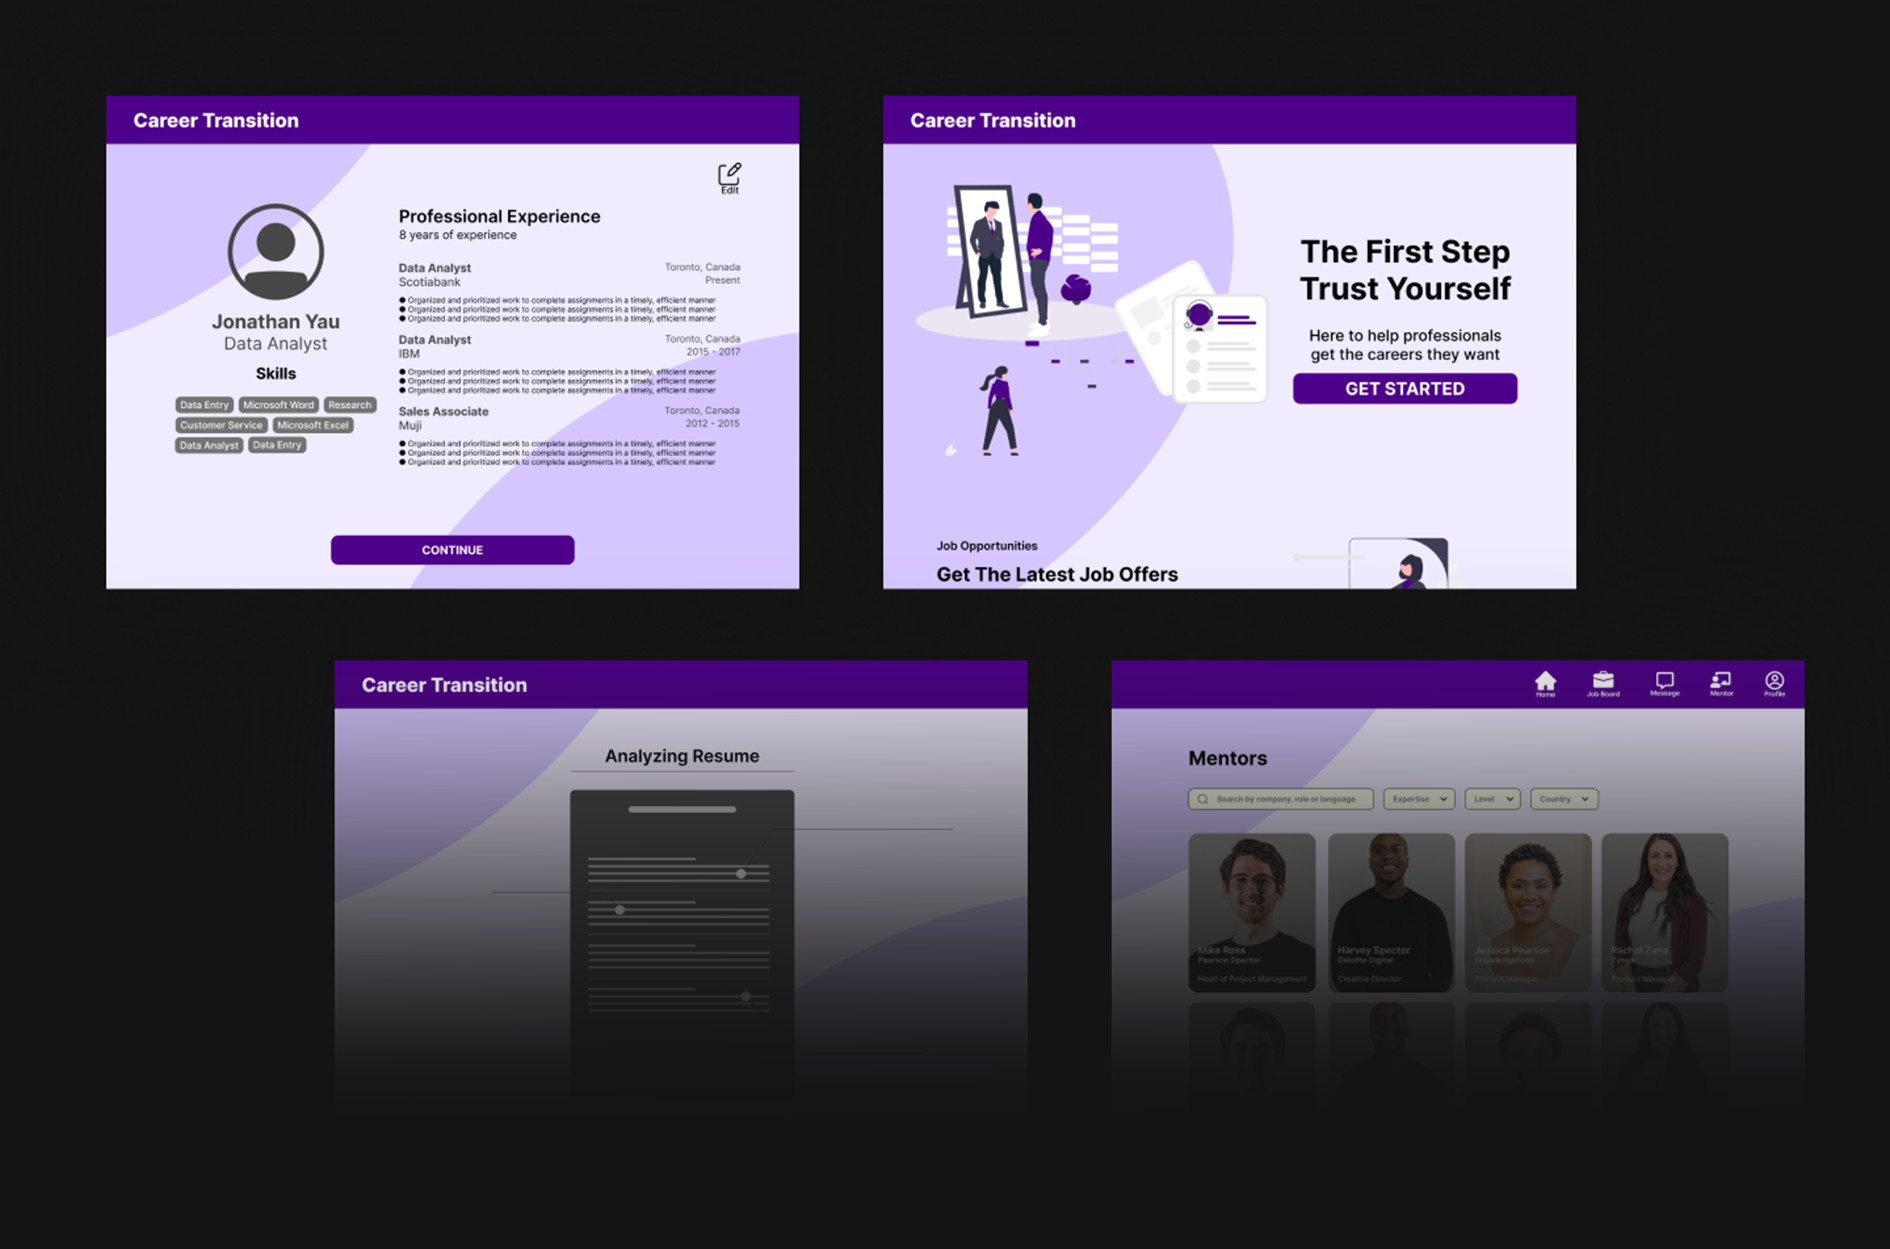 Career Transition
Edit
Jonathan Yau
Data Analyst
Skills
Data Entry Microsoft Word Research
Customer Service Microsoft Excel
Data Analyst Data Entry
Professional Experience
8 years of experience
Data Analyst Toronto, Canada
Scotiabank Present
● Organized and prioritized work to complete assignments in a timely, efficient manner
● Organized and prioritized work to complete assignments in a timely, efficient manner
● Organized and prioritized work to complete assignments in a timely, efficient manner
Data Analyst Toronto, Canada
IBM 2015 - 2017
● Organized and prioritized work to complete assignments in a timely, efficient manner
● Organized and prioritized work to complete assignments in a timely, efficient manner
● Organized and prioritized work to complete assignments in a timely, efficient manner
Sales Associate Toronto, Canada
Muji 2012 - 2015
● Organized and prioritized work to complete assignments in a timely, efficient manner
● Organized and prioritized work to complete assignments in a timely, efficient manner
● Organized and prioritized work to complete assignments in a timely, efficient manner
CONTINUE
Career Transition
The First Step
Trust Yourself
Here to help professionals
get the careers they want
GET STARTED
Job Opportunities
Get The Latest Job Offers
Career Transition
Analyzing Resume
Home Job Board Message Mentor Profile
Mentors
Search by company, role or language Expertise Level Country
Mike Ross
Pearson Spector
Head of Project Management
Harvey Spector
Deloitte Digital
Creative Director
Jessica Pearson
Knowledgehook
Product Manager
Rachel Zane
Zynga
Product Manager